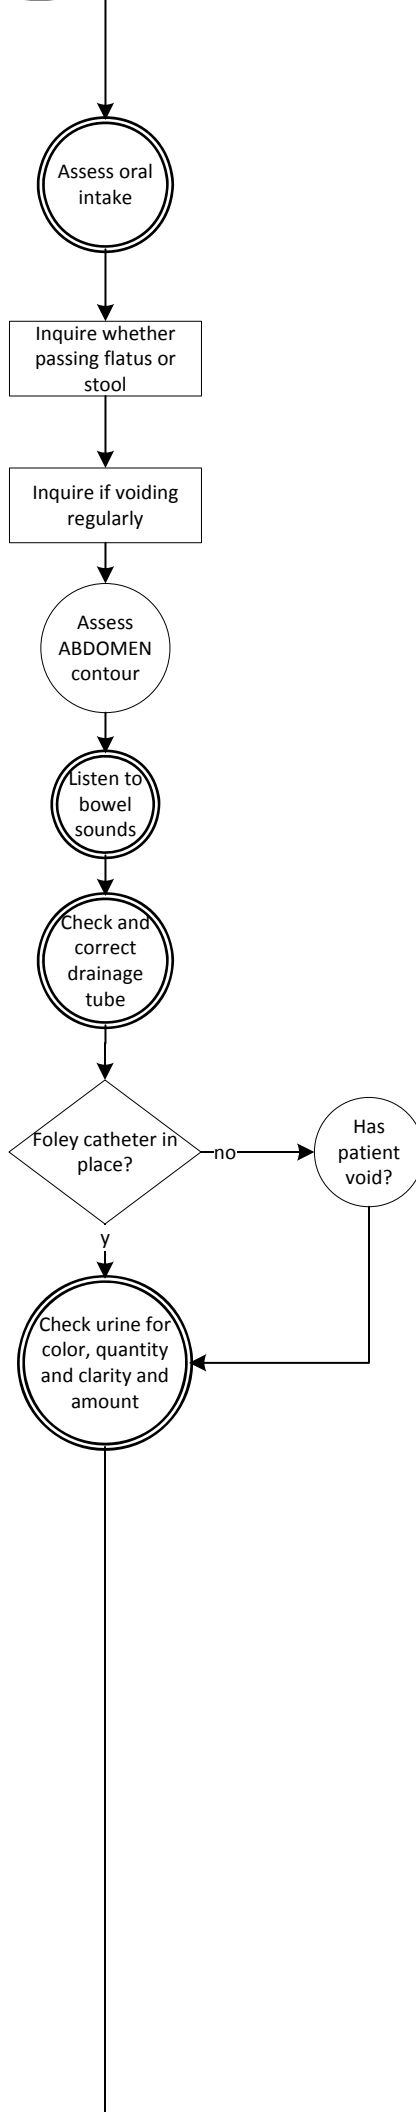 Assess oral
intake
Inquire whether
passing flatus or
stool
Inquire if voiding
regularly
Assess
ABDOMEN
contour
Listen to
bowel
sounds
Check and
correct
drainage
tube
Foley catheter in
place?
no
Has
patient
void?
y
Check urine for
color, quantity
and clarity and
amount